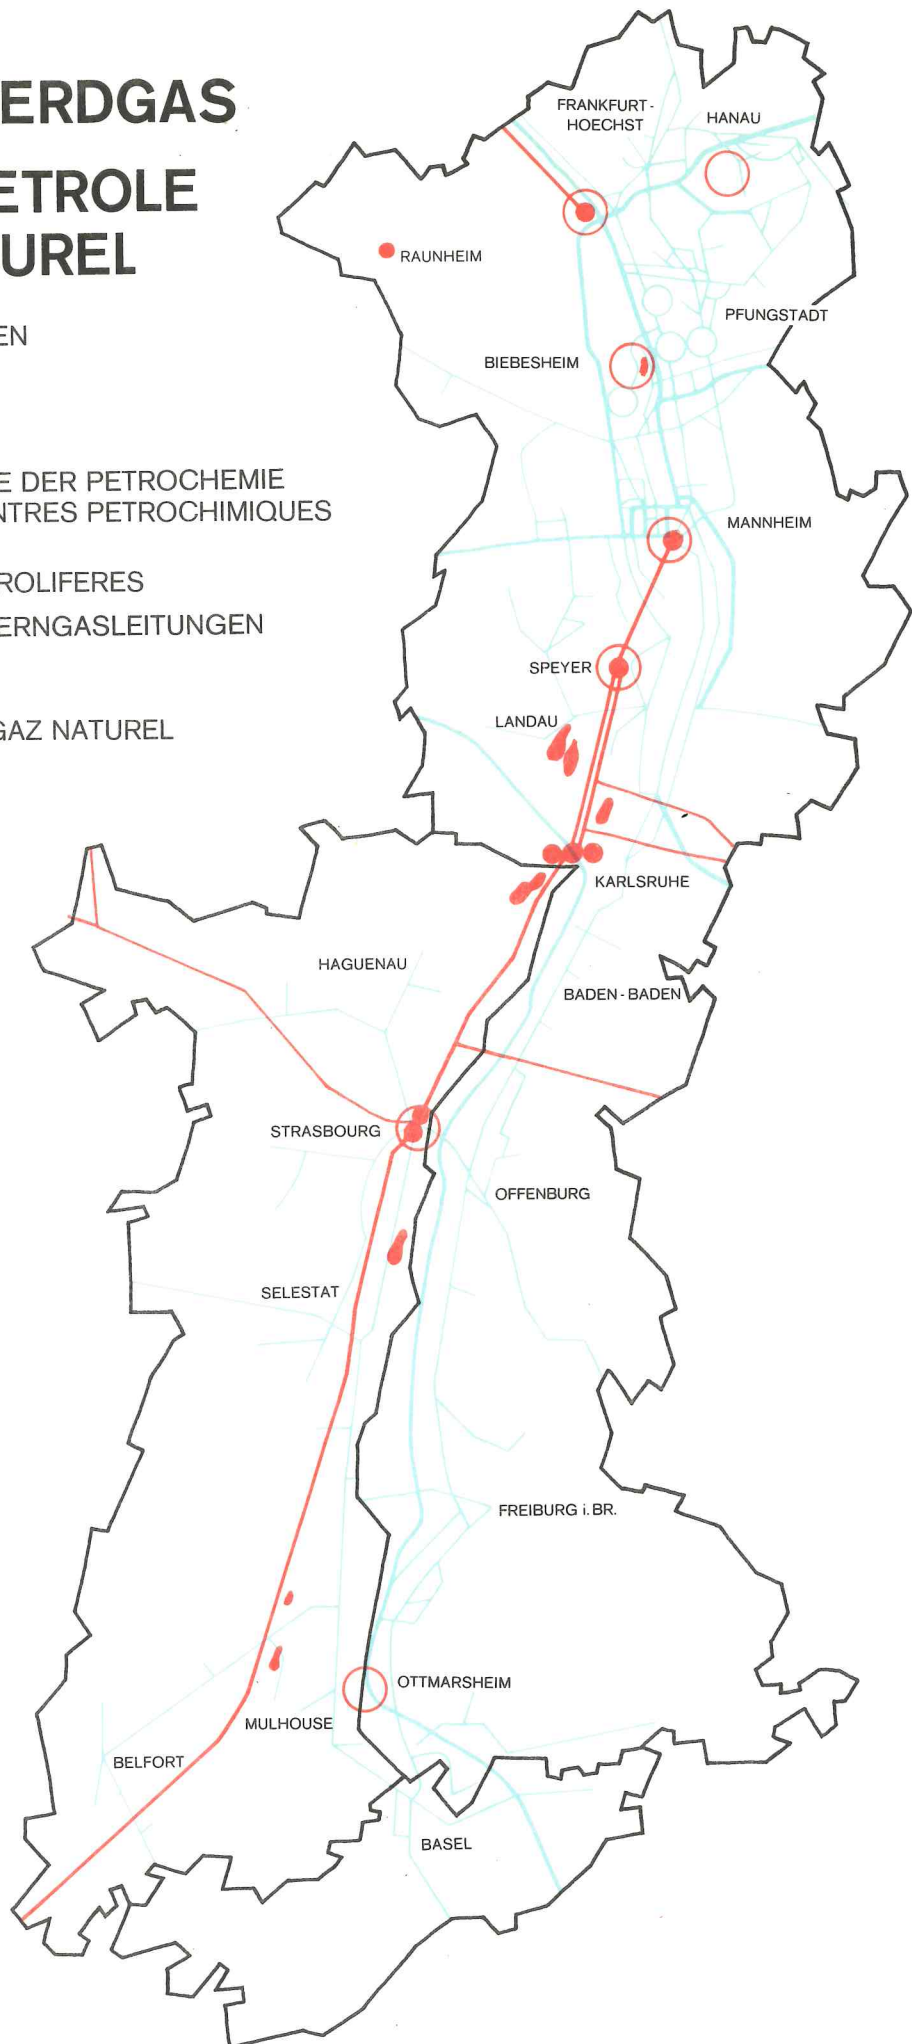 ERDGAS
ETROLE
UREL
EN
E DER PETROCHEMIE
NTRES PETROCHIMIQUES
ROLIFERES
ERNGASLEITUNGEN
GAZ NATUREL
FRANKFURT-
HOECHST
HANAU
RAUNHEIM
PFUNGSTADT
BIEBESHEIM
MANNHEIM
SPEYER
LANDAU
KARLSRUHE
HAGUENAU
BADEN-BADEN
STRASBOURG
OFFENBURG
SELESTAT
FREIBURG i. BR.
OTTMARSHEIM
MULHOUSE
BELFORT
BASEL